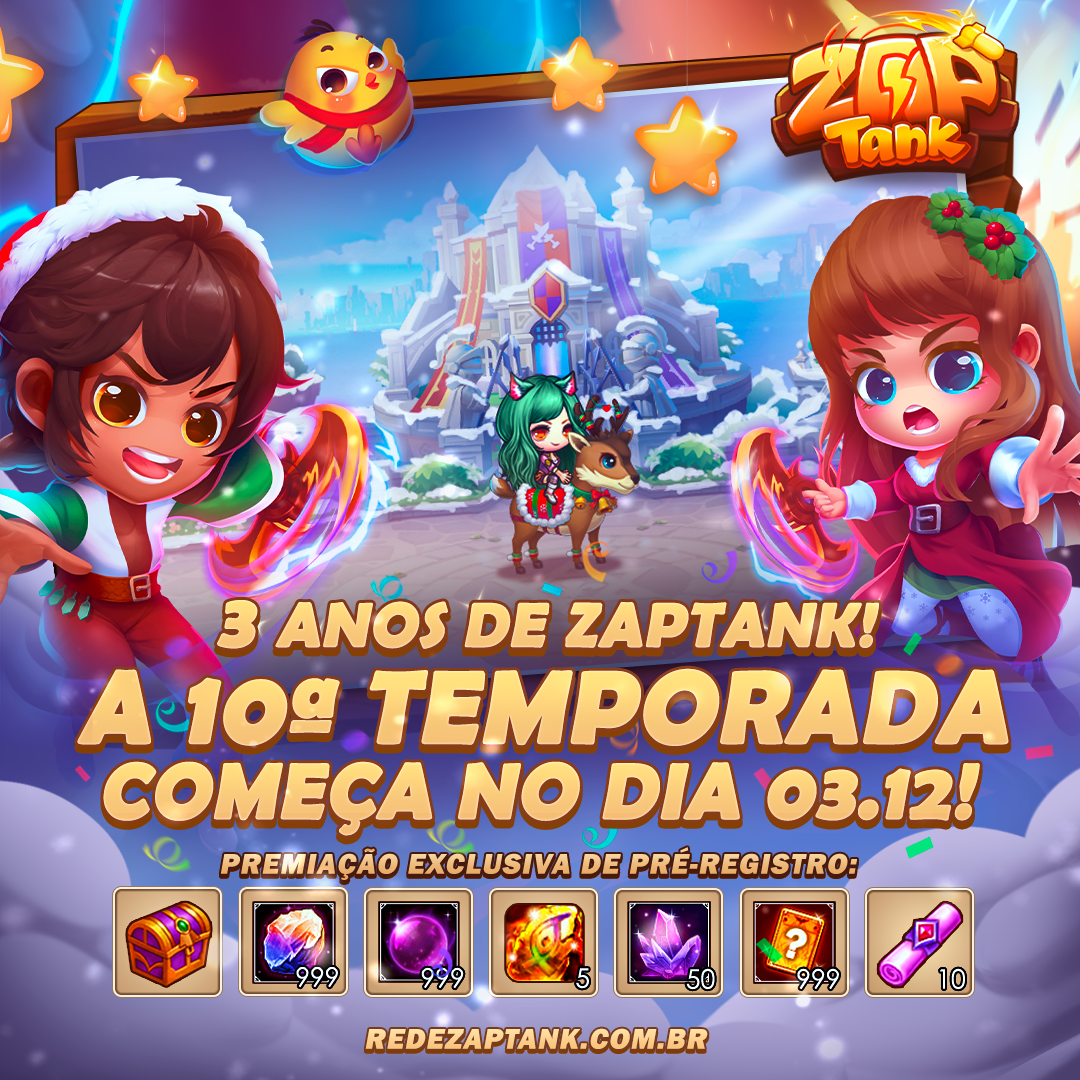 ZAP
Tank
3 ANOS DE ZAPTANK!
A 10ª TEMPORADA
COMEÇA NO DIA 03.12!
PREMIAÇÃO EXCLUSIVA DE PRÉ-REGISTRO:
999 999 5 50 ? 999 10
REDEZAPTANK.COM.BR